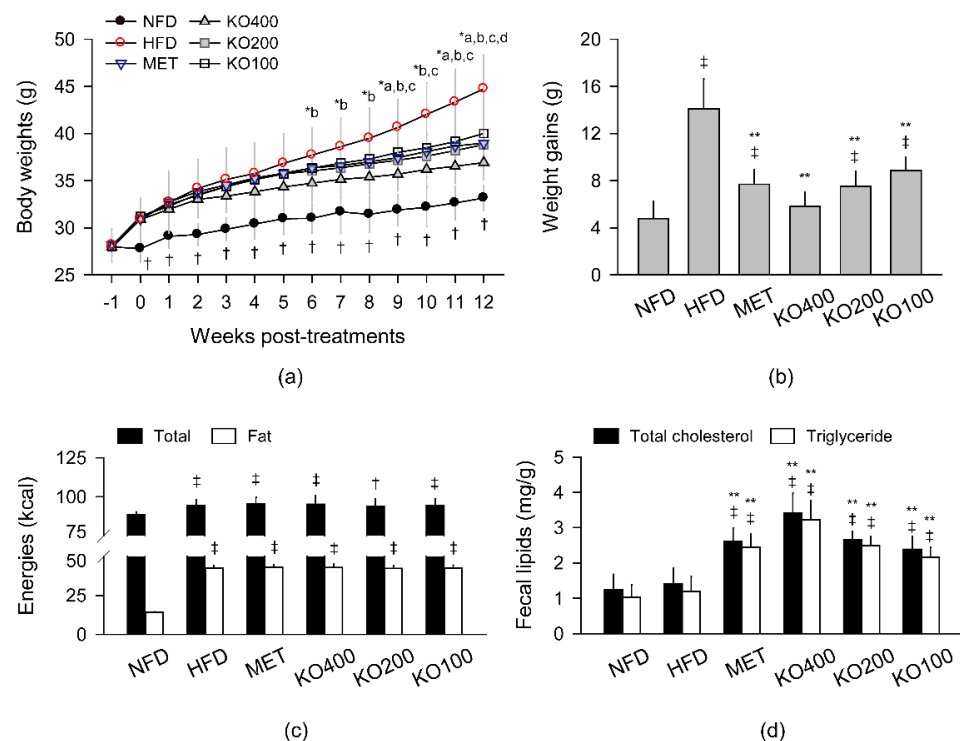 NFD KO400
HFD KO200
MET KO100
Body weights (g)
50
45
40
35
30
25
*b *b *b *a,b,c *b,c *a,b,c *a,b,c,d
† † † † † † † † † † † † †
-1 0 1 2 3 4 5 6 7 8 9 10 11 12
Weeks post-treatments
(a)
Weight gains (g)
20
16
12
8
4
0
‡
**
‡
**
**
‡
**
‡
NFD HFD MET KO400 KO200 KO100
(b)
Total Fat
Energies (kcal)
125
100
75
50
25
0
‡ ‡ ‡ † ‡
‡ ‡ ‡ ‡ ‡
NFD HFD MET KO400 KO200 KO100
(c)
Total cholesterol Triglyceride
Fecal lipids (mg/g)
5
4
3
2
1
0
** ** ** ** ** ** ** **
‡ ‡ ‡ ‡ ‡ ‡ ‡ ‡
NFD HFD MET KO400 KO200 KO100
(d)